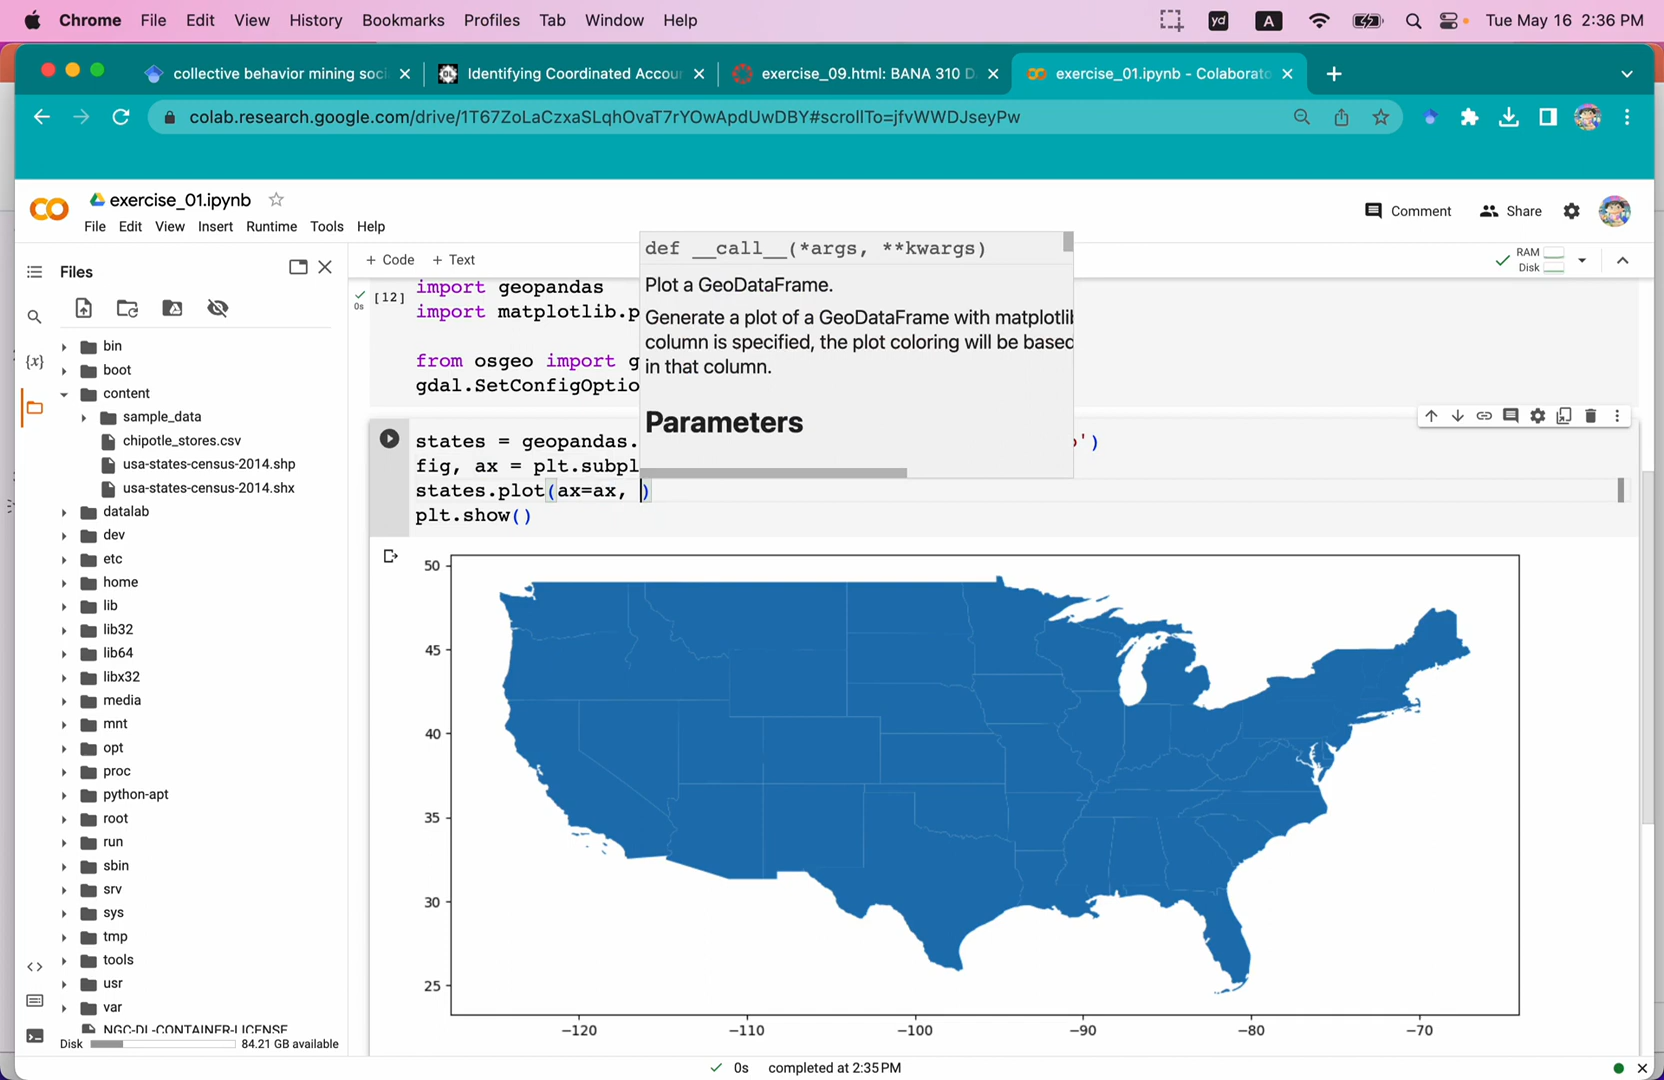 Chrome File Edit View History Bookmarks Profiles Tab Window Help
yd A Tue May 16 2:36 PM
collective behavior mining soci
Identifying Coordinated Accou
exercise_09.html: BANA 310 D
exercise_01.ipynb - Colaborato
colab.research.google.com/drive/1T67ZoLaCzxaSLqhOvaT7rYOwApdUwDBY#scrollTo=jfvWWDJseyPw
exercise_01.ipynb
File Edit View Insert Runtime Tools Help
Comment Share
RAM
Disk
Files
+ Code + Text
bin
boot
content
sample_data
chipotle_stores.csv
usa-states-census-2014.shp
usa-states-census-2014.shx
datalab
dev
etc
home
lib
lib32
lib64
libx32
media
mnt
opt
proc
python-apt
root
run
sbin
srv
sys
tmp
tools
usr
var
NGC-DL-CONTAINER-LICENSE
Disk 84.21 GB available
{x}
[12]
0s
import geopandas
import matplotlib.p
from osgeo import g
gdal.SetConfigOptio
def __call__(*args, **kwargs)
Plot a GeoDataFrame.
Generate a plot of a GeoDataFrame with matplotlib
column is specified, the plot coloring will be based
in that column.
Parameters
states = geopandas. ')
fig, ax = plt.subpl
states.plot(ax=ax, )
plt.show()
50
45
40
35
30
25
−120 −110 −100 −90 −80 −70
0s completed at 2:35 PM